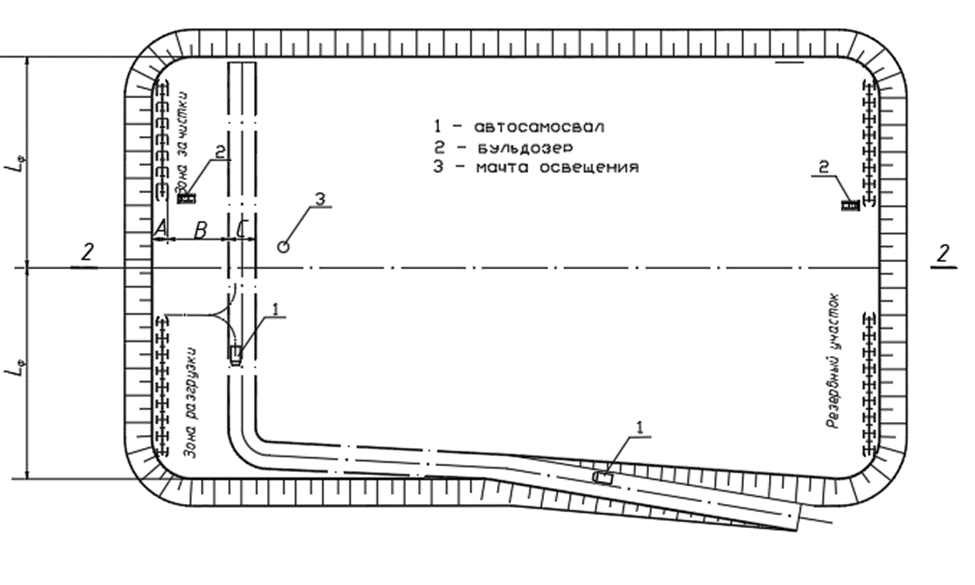 Зона зачистки
2
1 - автосамосвал
2 - бульдозер
3 - мачта освещения
2
Lф
3
A B C
2
2
1
Lф
Зона разгрузки
Резервный участок
1